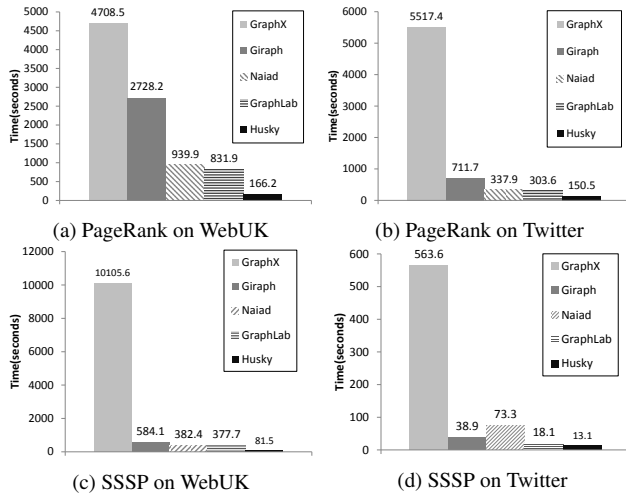 5000
4500
4000
3500
3000
2500
2000
1500
1000
500
0
Time(seconds)
4708.5
2728.2
939.9
831.9
166.2
GraphX
Giraph
Naiad
GraphLab
Husky
(a) PageRank on WebUK
6000
5000
4000
3000
2000
1000
0
Time(seconds)
5517.4
711.7
337.9
303.6
150.5
GraphX
Giraph
Naiad
GraphLab
Husky
(b) PageRank on Twitter
12000
10000
8000
6000
4000
2000
0
Time(seconds)
10105.6
584.1
382.4
377.7
81.5
GraphX
Giraph
Naiad
GraphLab
Husky
(c) SSSP on WebUK
600
500
400
300
200
100
0
Time(seconds)
563.6
38.9
73.3
18.1
13.1
GraphX
Giraph
Naiad
GraphLab
Husky
(d) SSSP on Twitter